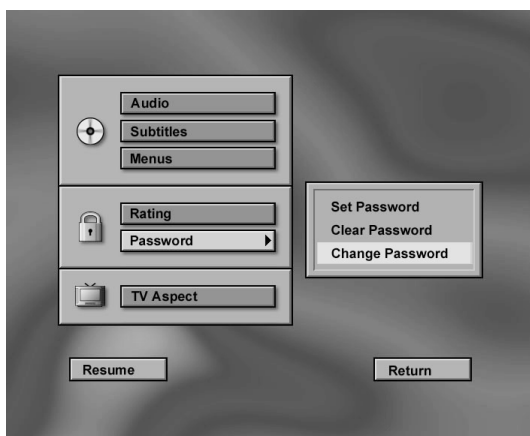 Audio
Subtitles
Menus
Rating
Password
Set Password
Clear Password
Change Password
TV Aspect
Resume
Return